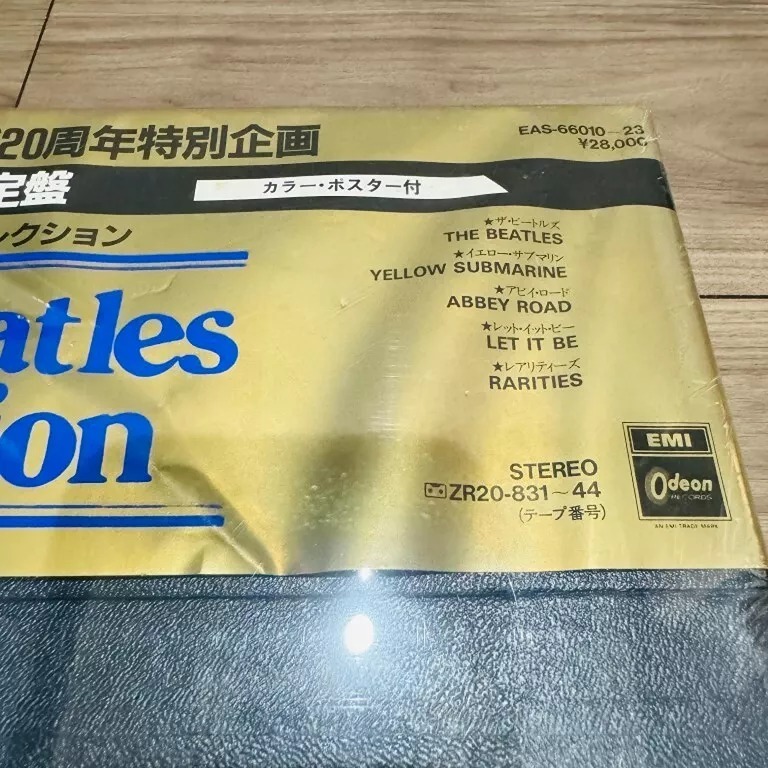 20周年特別企画
EAS-66010~23
¥28,000
定盤
カラー・ポスター付
レクション
atles
ion
★ザ・ビートルズ
THE BEATLES
★イエロー・サブマリン
YELLOW SUBMARINE
★アビイ・ロード
ABBEY ROAD
★レット・イット・ビー
LET IT BE
★レアリティーズ
RARITIES
STEREO
ZR20-831~44
(テープ番号)
EMI
Odeon
RECORDS
AN EMI TRADE MARK